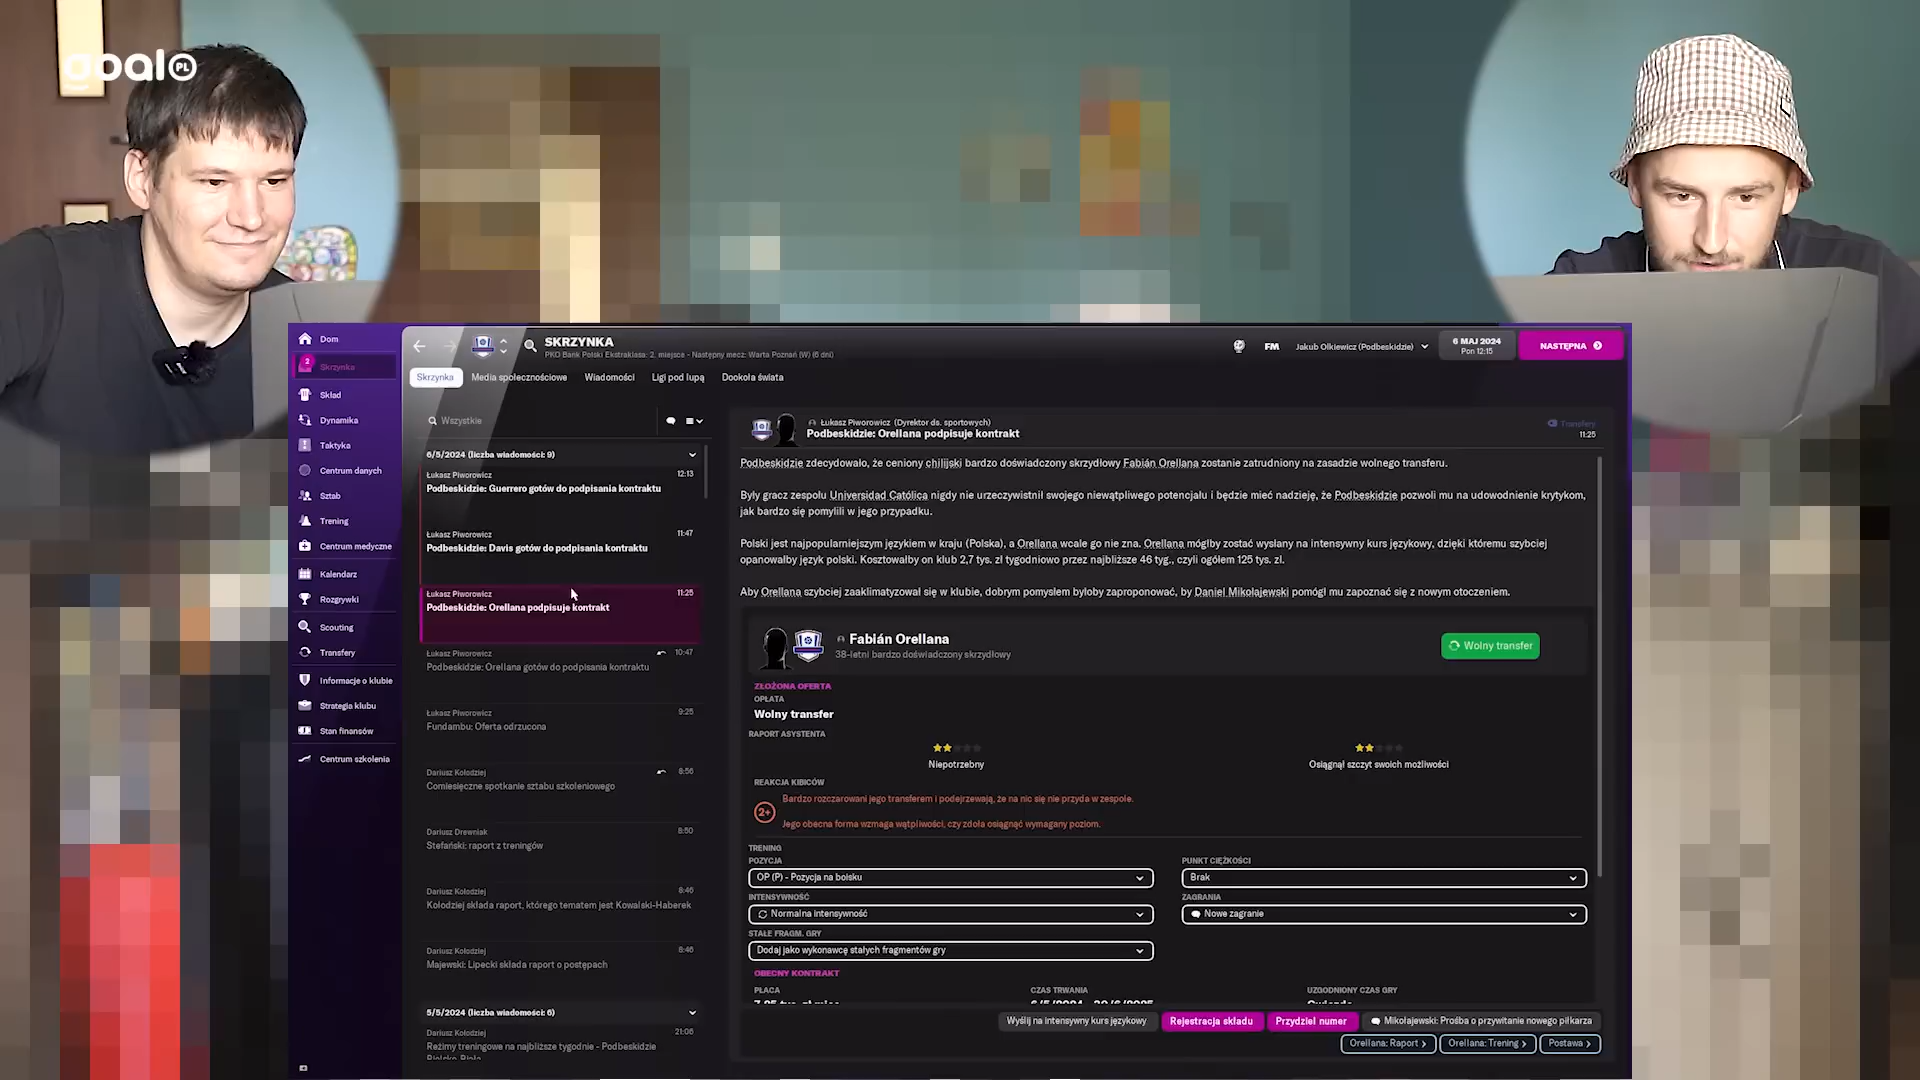 goal PL
Dom
2
Skrzynka
Skład
Dynamika
Taktyka
Centrum danych
Sztab
Trening
Centrum medyczne
Kalendarz
Rozgrywki
Scouting
Transfery
Informacje o klubie
Strategia klubu
Stan finansów
Centrum szkolenia
SKRZYNKA
PKO Bank Polski Ekstraklasa: 2. miejsce - Następny mecz: Warta Poznań (W) (6 dni)
FM
Jakub Olkiewicz (Podbeskidzie)
6 MAJ 2024
Pon 12:15
NASTĘPNA
Skrzynka
Media społecznościowe
Wiadomości
Ligi pod lupą
Dookoła świata
Wszystkie
6/5/2024 (liczba wiadomości: 9)
Łukasz Piworowicz 12:13
Podbeskidzie: Guerrero gotów do podpisania kontraktu
Łukasz Piworowicz 11:47
Podbeskidzie: Davis gotów do podpisania kontraktu
Łukasz Piworowicz 11:25
Podbeskidzie: Orellana podpisuje kontrakt
Łukasz Piworowicz 10:47
Podbeskidzie: Orellana gotów do podpisania kontraktu
Łukasz Piworowicz 9:25
Fundambu: Oferta odrzucona
Dariusz Kołodziej 8:56
Comiesięczne spotkanie sztabu szkoleniowego
Dariusz Drewniak 8:50
Stefański: raport z treningów
Dariusz Kołodziej 8:46
Kołodziej składa raport, którego tematem jest Kowalski-Haberek
Dariusz Kołodziej 8:46
Majewski: Lipecki składa raport o postępach
5/5/2024 (liczba wiadomości: 6)
Dariusz Kołodziej 21:06
Reżimy treningowe na najbliższe tygodnie - Podbeskidzie
Bielsko-Biała
Łukasz Piworowicz (Dyrektor ds. sportowych)
Podbeskidzie: Orellana podpisuje kontrakt
Transfery
11:25
Podbeskidzie zdecydowało, że ceniony chilijski bardzo doświadczony skrzydłowy Fabián Orellana zostanie zatrudniony na zasadzie wolnego transferu.
Były gracz zespołu Universidad Católica nigdy nie urzeczywistnił swojego niewątpliwego potencjału i będzie mieć nadzieję, że Podbeskidzie pozwoli mu na udowodnienie krytykom,
jak bardzo się pomylili w jego przypadku.
Polski jest najpopularniejszym językiem w kraju (Polska), a Orellana wcale go nie zna. Orellana mógłby zostać wysłany na intensywny kurs językowy, dzięki któremu szybciej
opanowałby język polski. Kosztowałby on klub 2,7 tys. zł tygodniowo przez najbliższe 46 tyg., czyli ogółem 125 tys. zł.
Aby Orellana szybciej zaaklimatyzował się w klubie, dobrym pomysłem byłoby zaproponować, by Daniel Mikołajewski pomógł mu zapoznać się z nowym otoczeniem.
Fabián Orellana
38-letni bardzo doświadczony skrzydłowy
Wolny transfer
ZŁOŻONA OFERTA
OPŁATA
Wolny transfer
RAPORT ASYSTENTA
Niepotrzebny
Osiągnął szczyt swoich możliwości
REAKCJA KIBICÓW
2+
Bardzo rozczarowani jego transferem i podejrzewają, że na nic się nie przyda w zespole.
Jego obecna forma wzmaga wątpliwości, czy zdoła osiągnąć wymagany poziom.
TRENING
POZYCJA
OP (P) - Pozycja na boisku
PUNKT CIĘŻKOŚCI
Brak
INTENSYWNOŚĆ
Normalna intensywność
ZAGRANIA
Nowe zagranie
STAŁE FRAGM. GRY
Dodaj jako wykonawcę stałych fragmentów gry
OBECNY KONTRAKT
PŁACA
CZAS TRWANIA
UZGODNIONY CZAS GRY
Wyślij na intensywny kurs językowy
Rejestracja składu
Przydziel numer
Mikołajewski: Prośba o przywitanie nowego piłkarza
Orellana: Raport
Orellana: Trening
Postawa